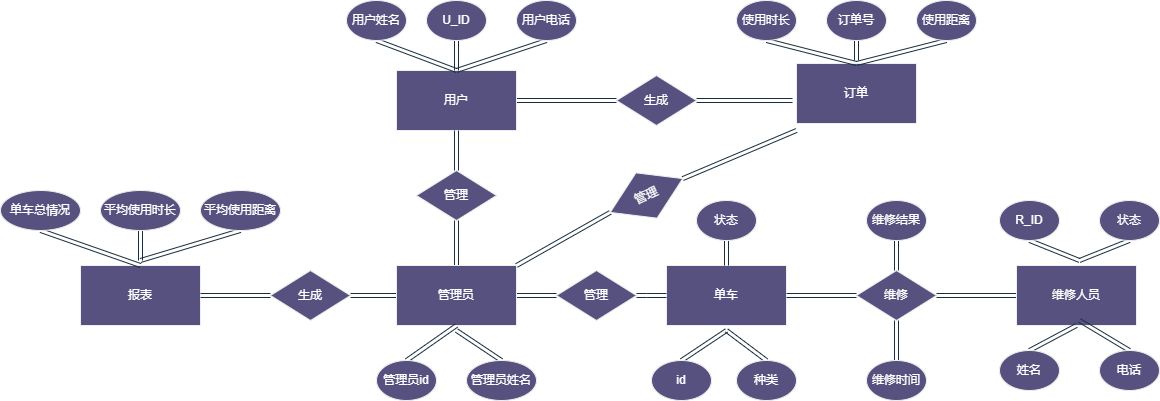 用户姓名
U_ID
用户电话
使用时长
订单号
使用距离
用户
生成
订单
管理
管理
单车总情况
平均使用时长
平均使用距离
状态
维修结果
R_ID
状态
报表
生成
管理员
管理
单车
维修
维修人员
管理员id
管理员姓名
id
种类
维修时间
姓名
电话